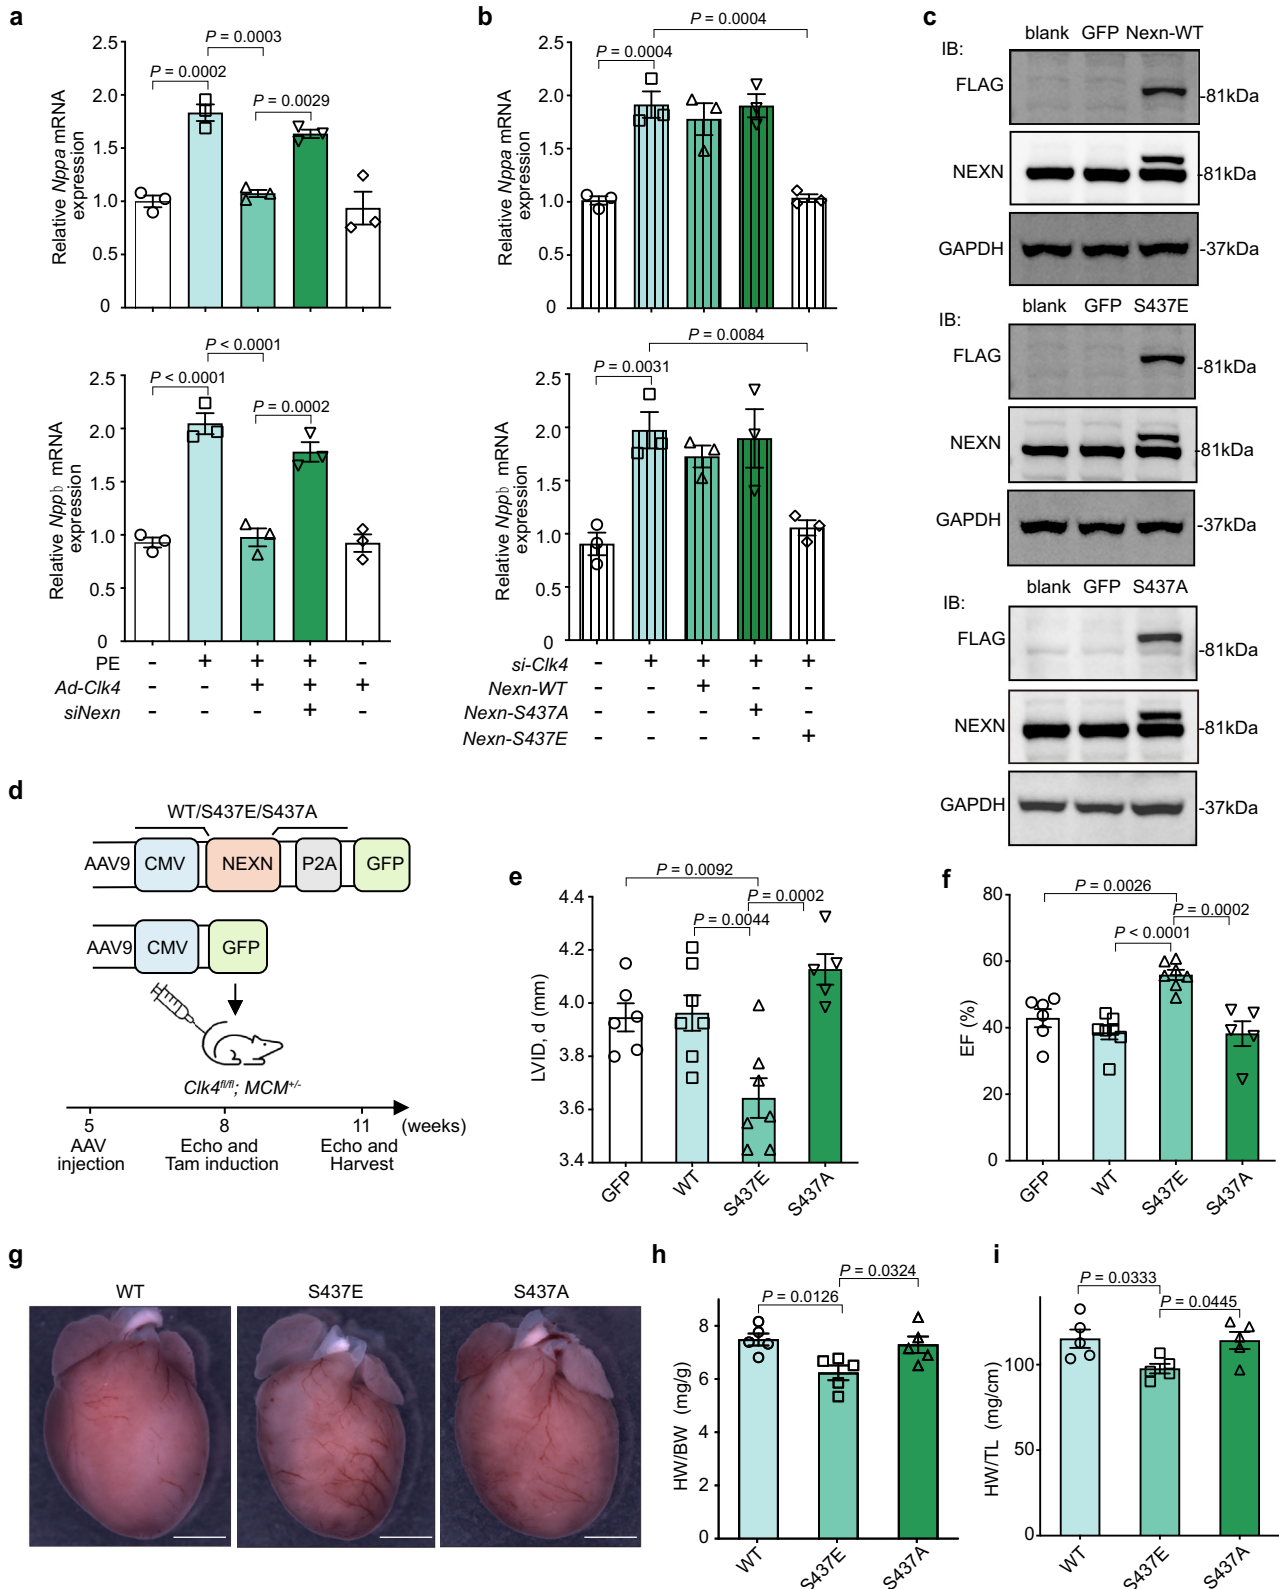 a
Relative Nppa mRNA
expression
2.5
2.0
1.5
1.0
0.5
0
P = 0.0002
P = 0.0003
P = 0.0029
Relative Nppb mRNA
expression
2.5
2.0
1.5
1.0
0.5
0
P < 0.0001
P < 0.0001
P = 0.0002
PE - + + + -
Ad-Clk4 - - + + +
siNexn - - - + -
b
Relative Nppa mRNA
expression
2.5
2.0
1.5
1.0
0.5
0
P = 0.0004
P = 0.0004
Relative Nppb mRNA
expression
2.5
2.0
1.5
1.0
0.5
0
P = 0.0084
P = 0.0031
si-Clk4 - + + + +
Nexn-WT - - + - -
Nexn-S437A - - - + -
Nexn-S437E - - - - +
c
blank GFP Nexn-WT
IB:
FLAG -81kDa
NEXN -81kDa
GAPDH -37kDa
blank GFP S437E
IB:
FLAG -81kDa
NEXN -81kDa
GAPDH -37kDa
blank GFP S437A
IB:
FLAG -81kDa
NEXN -81kDa
GAPDH -37kDa
d
WT/S437E/S437A
AAV9 CMV NEXN P2A GFP
AAV9 CMV GFP
Clk4fl/fl; MCM+/-
5 8 11 (weeks)
AAV injection
Echo and Tam induction
Echo and Harvest
e
LVID, d (mm)
4.4
4.2
4.0
3.8
3.6
3.4
P = 0.0092
P = 0.0002
P = 0.0044
GFP WT S437E S437A
f
EF (%)
80
60
40
20
0
P = 0.0026
P = 0.0002
P < 0.0001
GFP WT S437E S437A
g
WT S437E S437A
h
HW/BW (mg/g)
8
6
4
2
0
P = 0.0324
P = 0.0126
WT S437E S437A
i
HW/TL (mg/cm)
100
50
0
P = 0.0333
P = 0.0445
WT S437E S437A